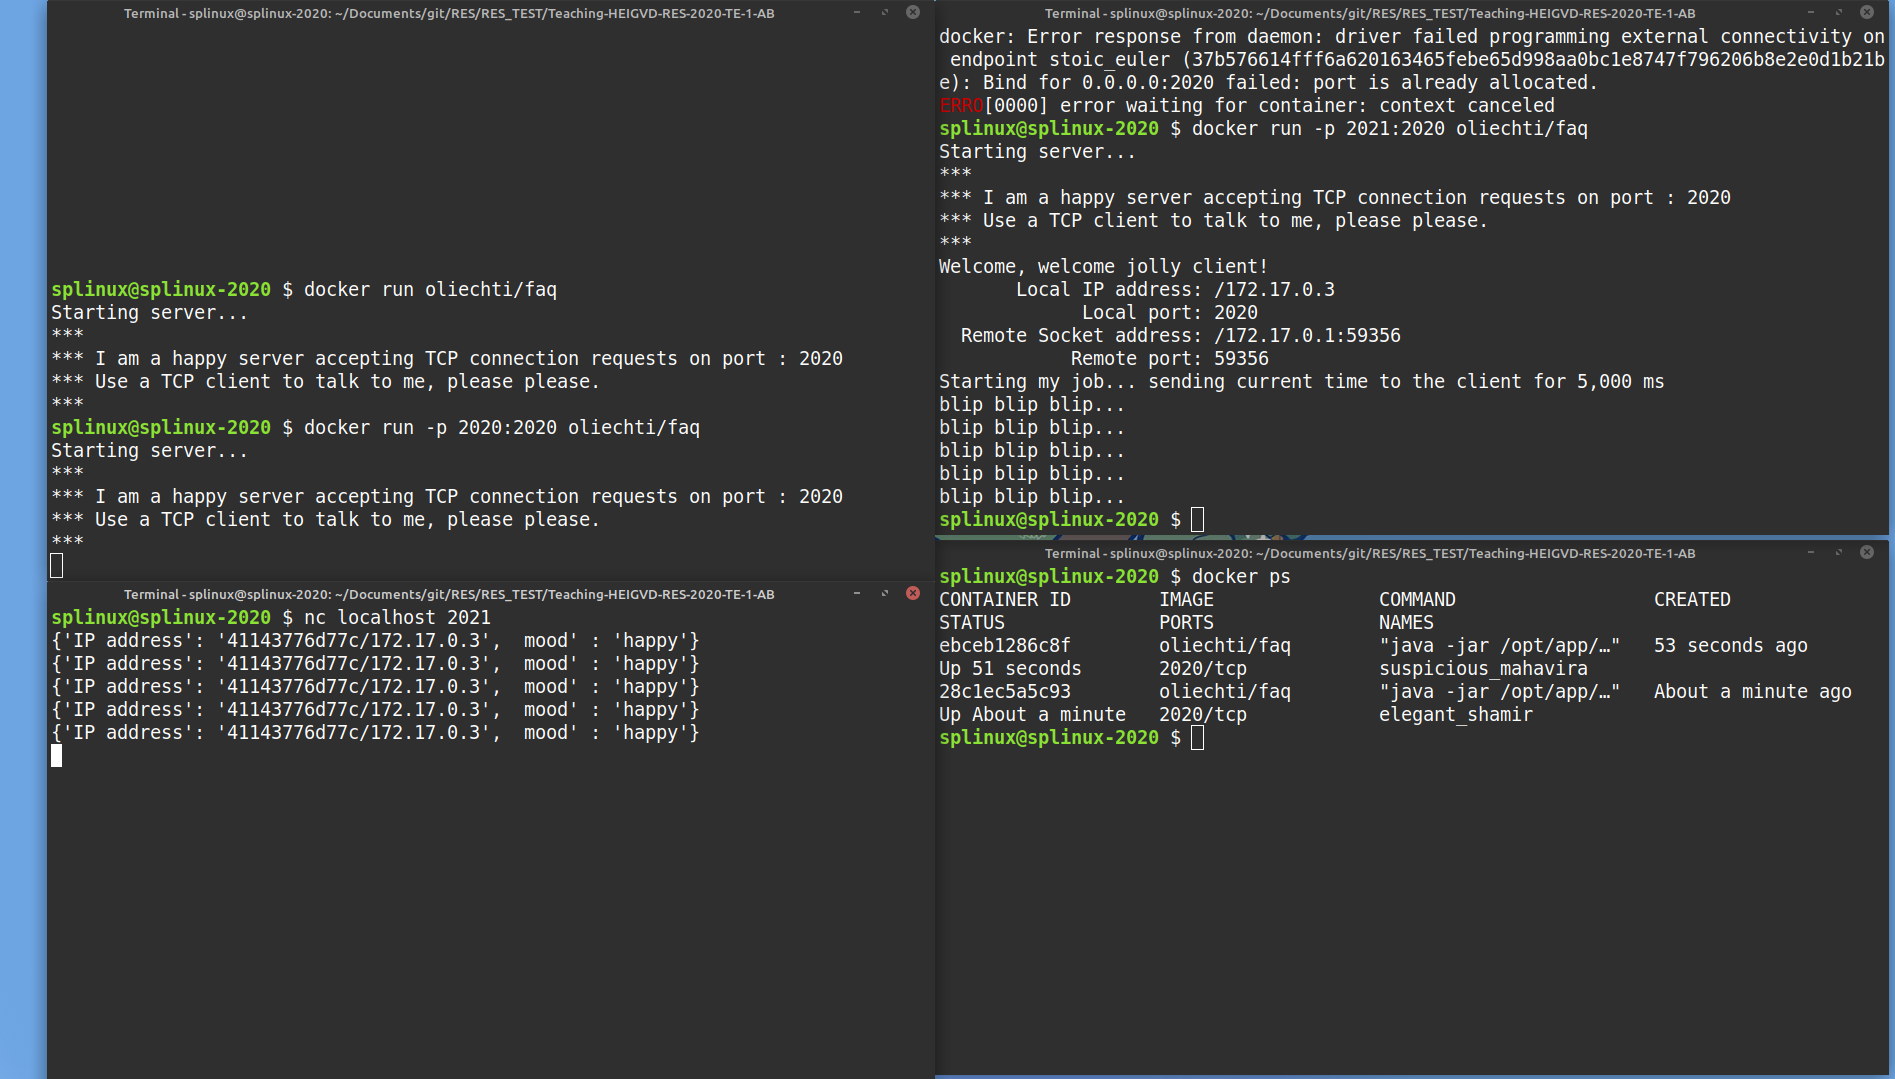 Terminal - splinux@splinux-2020: ~/Documents/git/RES/RES_TEST/Teaching-HEIGVD-RES-2020-TE-1-AB
splinux@splinux-2020 $ docker run oliechti/faq
Starting server...
***
*** I am a happy server accepting TCP connection requests on port : 2020
*** Use a TCP client to talk to me, please please.
***
splinux@splinux-2020 $ docker run -p 2020:2020 oliechti/faq
Starting server...
***
*** I am a happy server accepting TCP connection requests on port : 2020
*** Use a TCP client to talk to me, please please.
***
Terminal - splinux@splinux-2020: ~/Documents/git/RES/RES_TEST/Teaching-HEIGVD-RES-2020-TE-1-AB
splinux@splinux-2020 $ nc localhost 2021
{'IP address': '41143776d77c/172.17.0.3',  mood' : 'happy'}
{'IP address': '41143776d77c/172.17.0.3',  mood' : 'happy'}
{'IP address': '41143776d77c/172.17.0.3',  mood' : 'happy'}
{'IP address': '41143776d77c/172.17.0.3',  mood' : 'happy'}
{'IP address': '41143776d77c/172.17.0.3',  mood' : 'happy'}
Terminal - splinux@splinux-2020: ~/Documents/git/RES/RES_TEST/Teaching-HEIGVD-RES-2020-TE-1-AB
docker: Error response from daemon: driver failed programming external connectivity on
 endpoint stoic_euler (37b576614fff6a620163465febe65d998aa0bc1e8747f796206b8e2e0d1b21b
e): Bind for 0.0.0.0:2020 failed: port is already allocated.
ERRO[0000] error waiting for container: context canceled
splinux@splinux-2020 $ docker run -p 2021:2020 oliechti/faq
Starting server...
***
*** I am a happy server accepting TCP connection requests on port : 2020
*** Use a TCP client to talk to me, please please.
***
Welcome, welcome jolly client!
       Local IP address: /172.17.0.3
             Local port: 2020
  Remote Socket address: /172.17.0.1:59356
            Remote port: 59356
Starting my job... sending current time to the client for 5,000 ms
blip blip blip...
blip blip blip...
blip blip blip...
blip blip blip...
blip blip blip...
splinux@splinux-2020 $
Terminal - splinux@splinux-2020: ~/Documents/git/RES/RES_TEST/Teaching-HEIGVD-RES-2020-TE-1-AB
splinux@splinux-2020 $ docker ps
CONTAINER ID        IMAGE               COMMAND                  CREATED
STATUS              PORTS               NAMES
ebceb1286c8f        oliechti/faq        "java -jar /opt/app/…"   53 seconds ago
Up 51 seconds       2020/tcp            suspicious_mahavira
28c1ec5a5c93        oliechti/faq        "java -jar /opt/app/…"   About a minute ago
Up About a minute   2020/tcp            elegant_shamir
splinux@splinux-2020 $